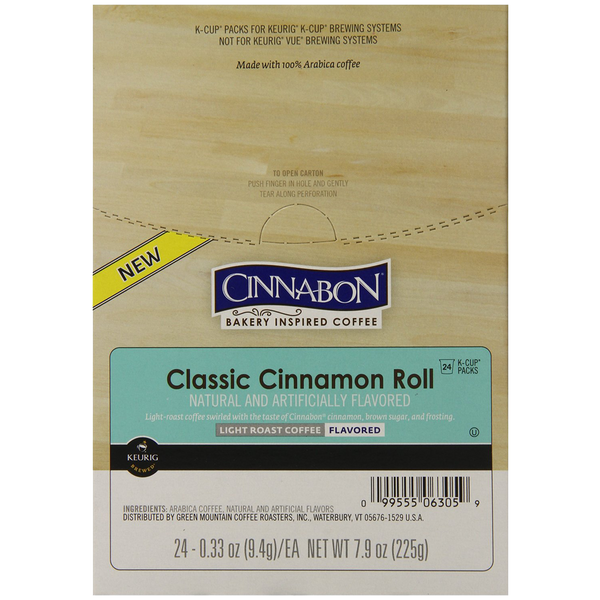 K-CUP® PACKS FOR KEURIG® K-CUP® BREWING SYSTEMS
NOT FOR KEURIG® VUE® BREWING SYSTEMS
Made with 100% Arabica coffee
TO OPEN CARTON
PUSH FINGER IN HOLE AND GENTLY
TEAR ALONG PERFORATION
NEW
CINNABON®
BAKERY INSPIRED COFFEE
24 K-CUP®
PACKS
Classic Cinnamon Roll
NATURAL AND ARTIFICIALLY FLAVORED
Light-roast coffee swirled with the taste of Cinnabon® cinnamon, brown sugar, and frosting.
LIGHT ROAST COFFEE FLAVORED
U
KEURIG
BREWED®
0 99555 06305 9
INGREDIENTS: ARABICA COFFEE, NATURAL AND ARTIFICIAL FLAVORS
DISTRIBUTED BY GREEN MOUNTAIN COFFEE ROASTERS, INC., WATERBURY, VT 05676-1529 U.S.A.
24 - 0.33 oz (9.4g)/EA NET WT 7.9 oz (225g)